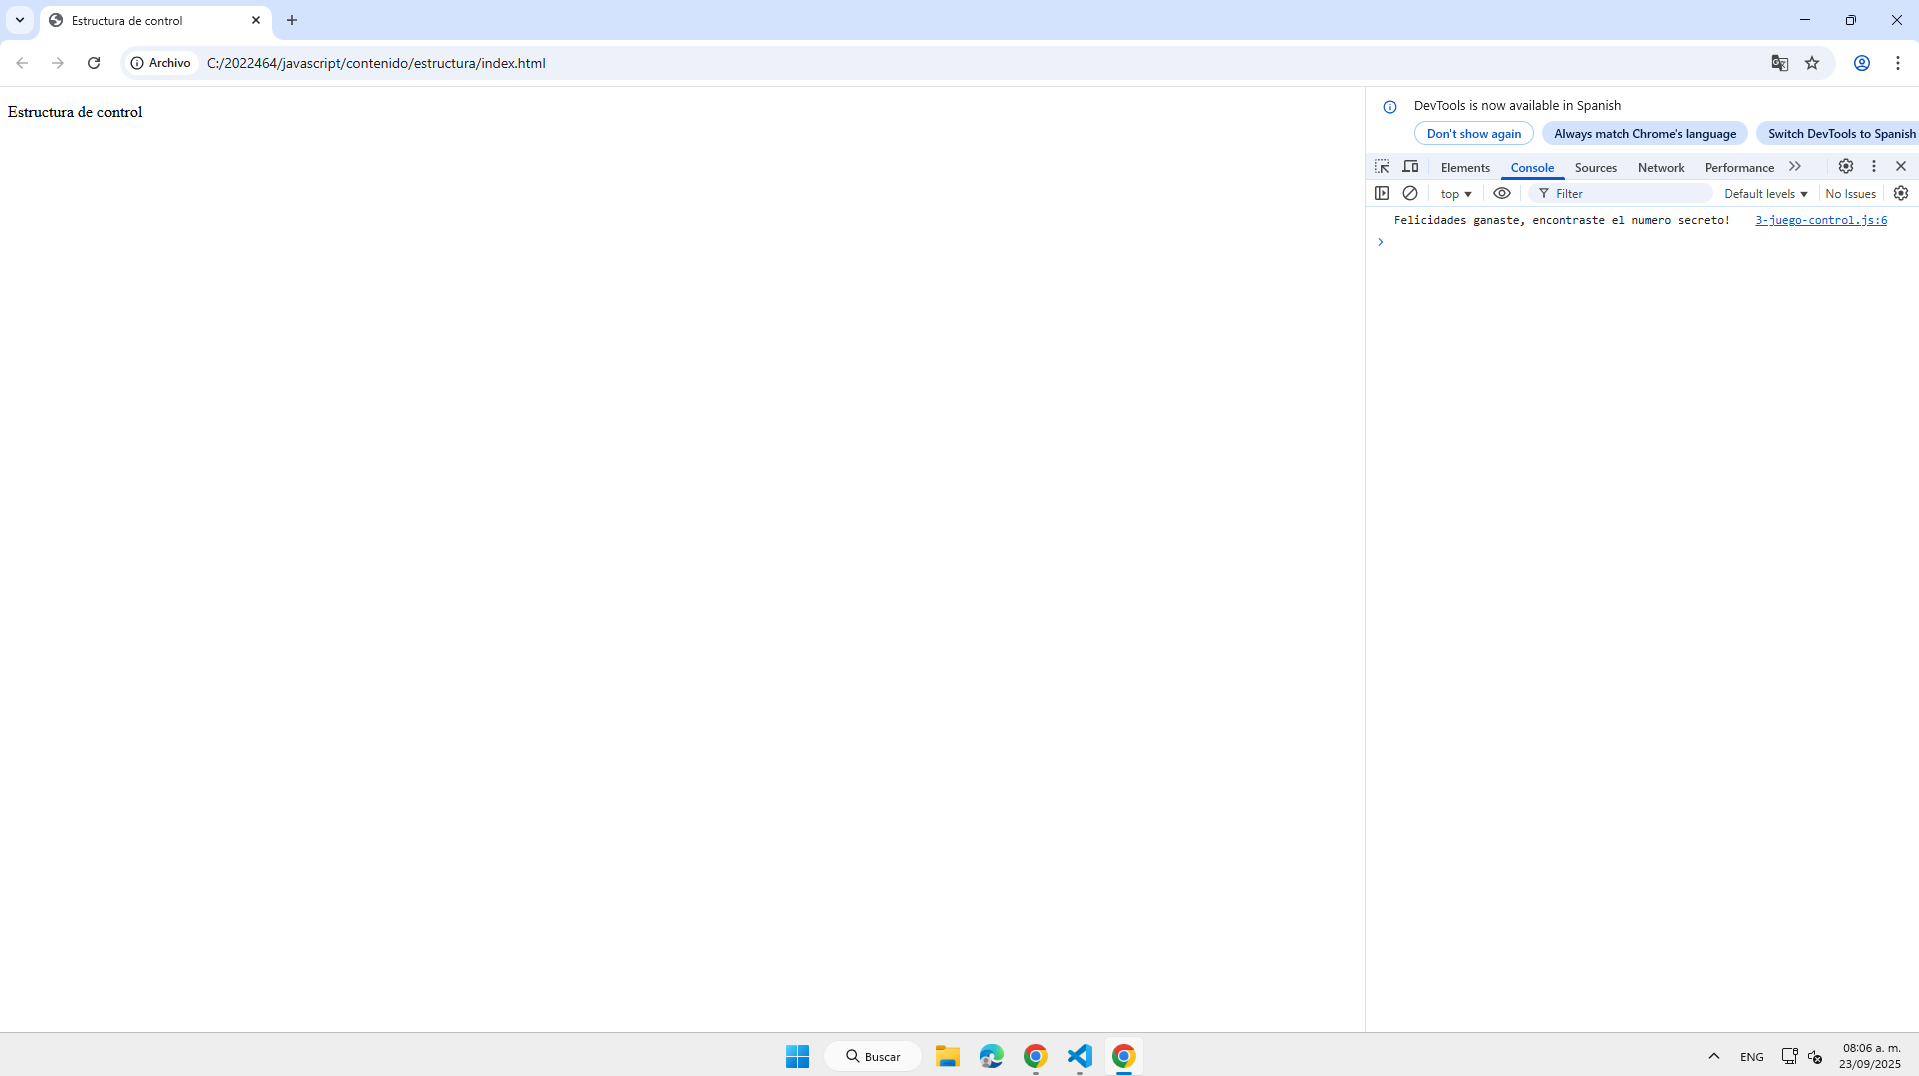 Estructura de control
Archivo
C:/2022464/javascript/contenido/estructura/index.html
Estructura de control
DevTools is now available in Spanish
Don't show again
Always match Chrome's language
Switch DevTools to Spanish
Elements
Console
Sources
Network
Performance
top
Filter
Default levels
No Issues
Felicidades ganaste, encontraste el numero secreto!
3-juego-control.js:6
Buscar
ENG
08:06 a. m.
23/09/2025